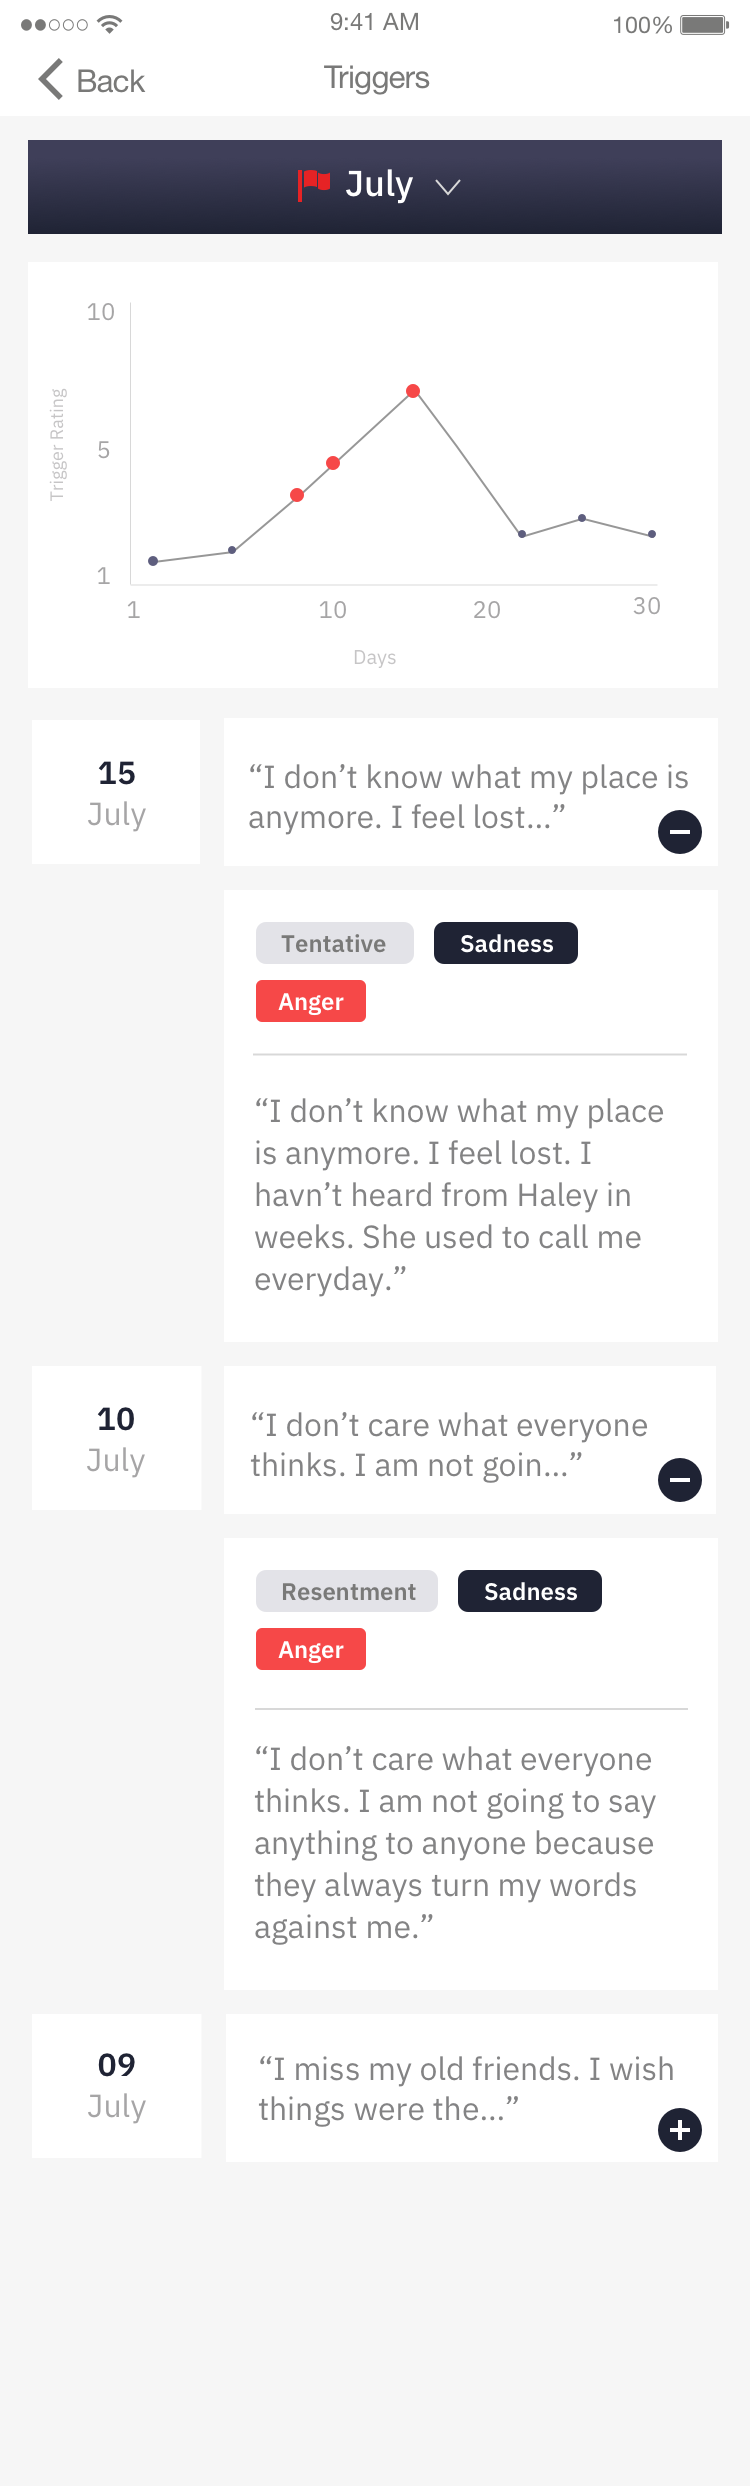 9:41 AM
100%
Back
Triggers
July
10
5
1
Trigger Rating
1
10
20
30
Days
15
July
“I don’t know what my place is
anymore. I feel lost...”
Tentative
Sadness
Anger
“I don’t know what my place
is anymore. I feel lost. I
havn’t heard from Haley in
weeks. She used to call me
everyday.”
10
July
“I don’t care what everyone
thinks. I am not goin...”
Resentment
Sadness
Anger
“I don’t care what everyone
thinks. I am not going to say
anything to anyone because
they always turn my words
against me.”
09
July
“I miss my old friends. I wish
things were the...”